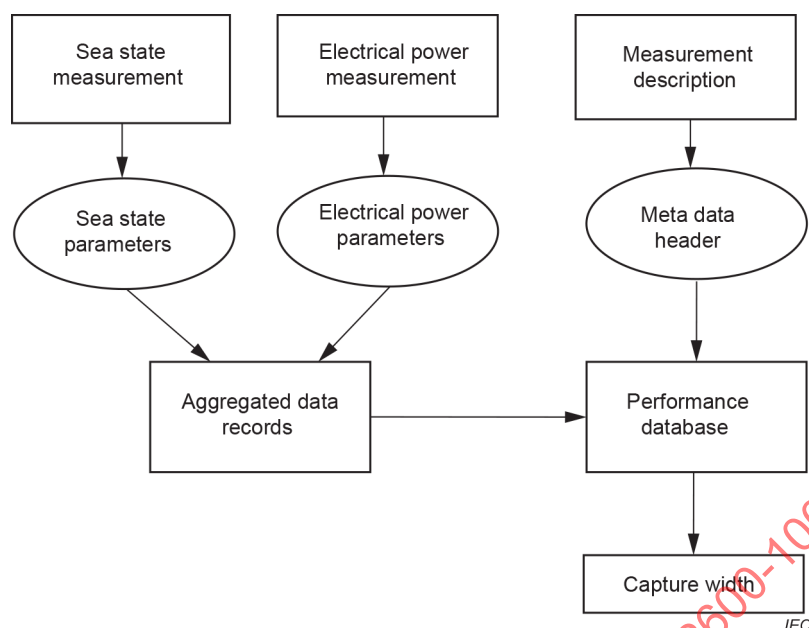 Sea state
measurement
Electrical power
measurement
Measurement
description
Sea state
parameters
Electrical power
parameters
Meta data
header
Aggregated data
records
Performance
database
Capture width
IEC